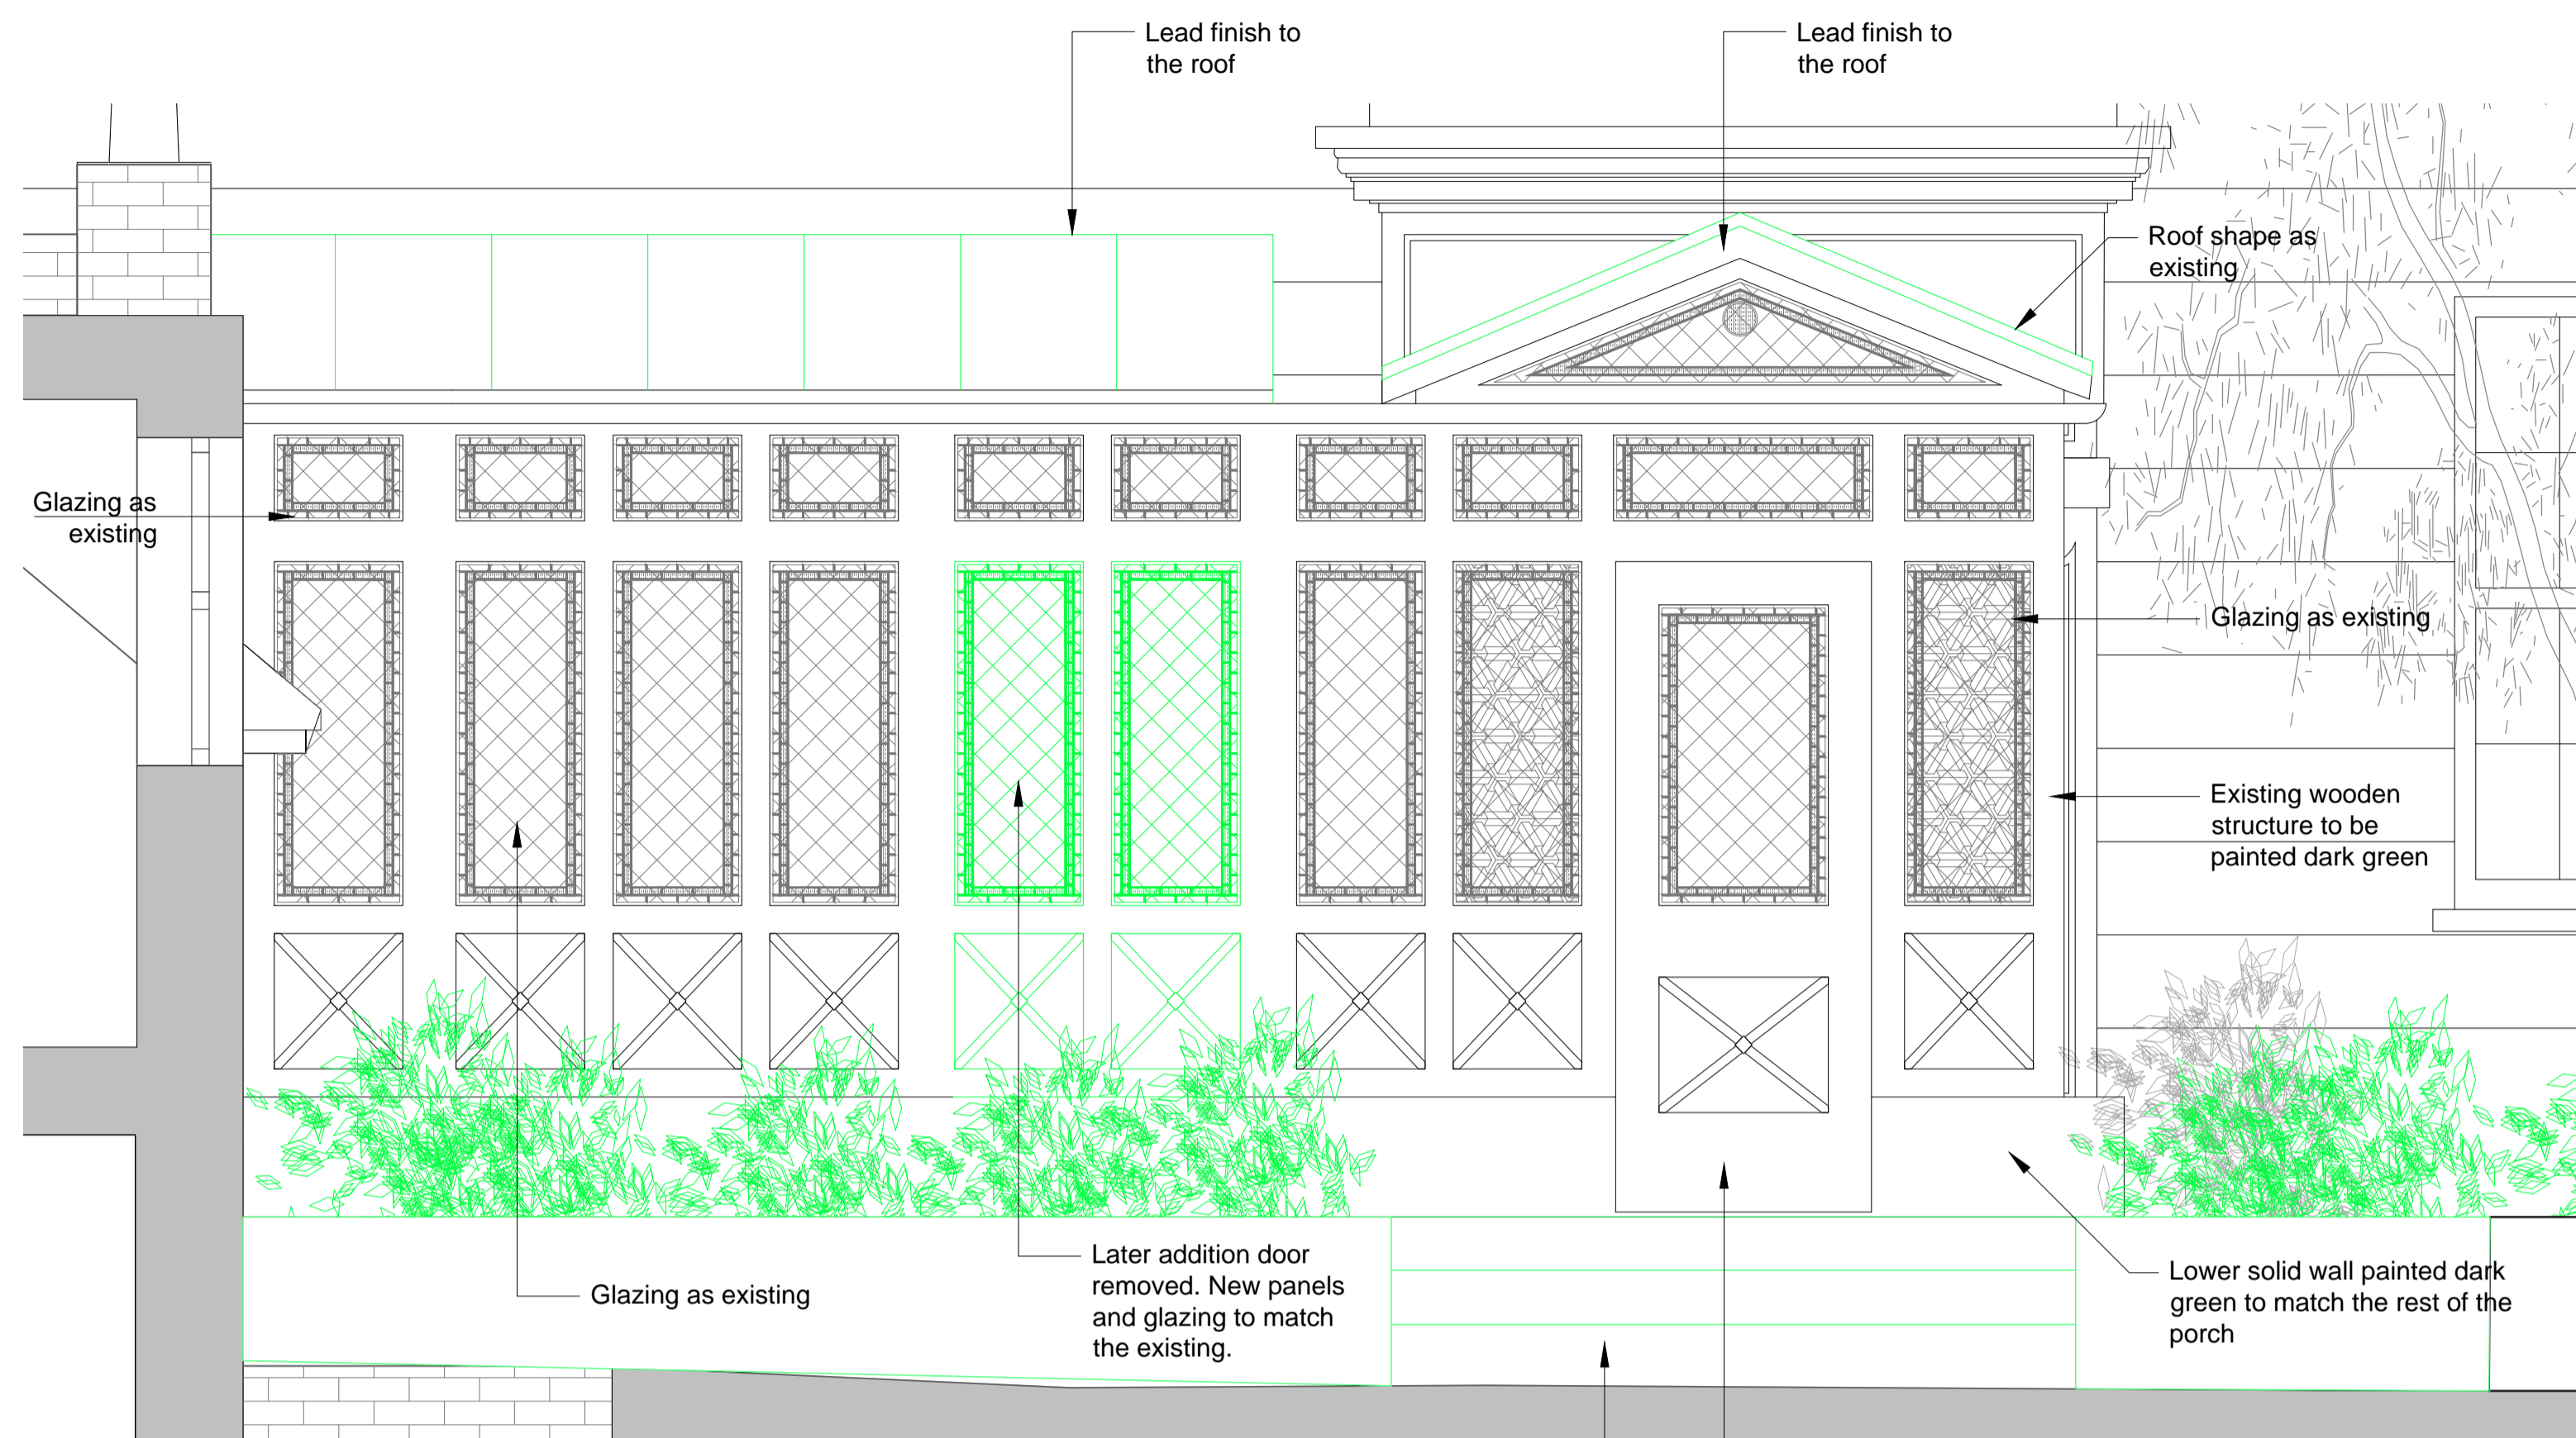 Lead finish to
the roof
Lead finish to
the roof
Roof shape as
existing
Glazing as
existing
Glazing as existing
Existing wooden
structure to be
painted dark green
Later addition door
removed. New panels
and glazing to match
the existing.
Glazing as existing
Lower solid wall painted dark
green to match the rest of the
porch